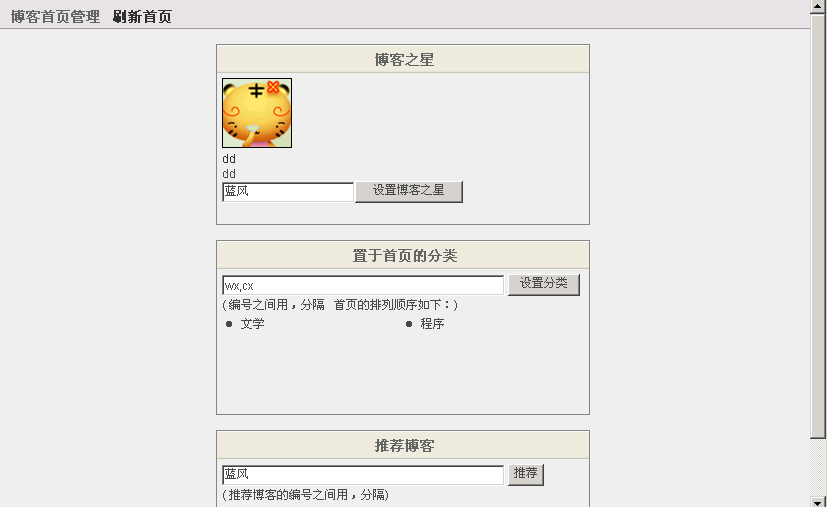 博客首页管理 刷新首页
博客之星
dd
dd
蓝风 设置博客之星
置于首页的分类
wx,cx 设置分类
(编号之间用，分隔 首页的排列顺序如下：)
● 文学 ● 程序
推荐博客
蓝风 推荐
(推荐博客的编号之间用，分隔)